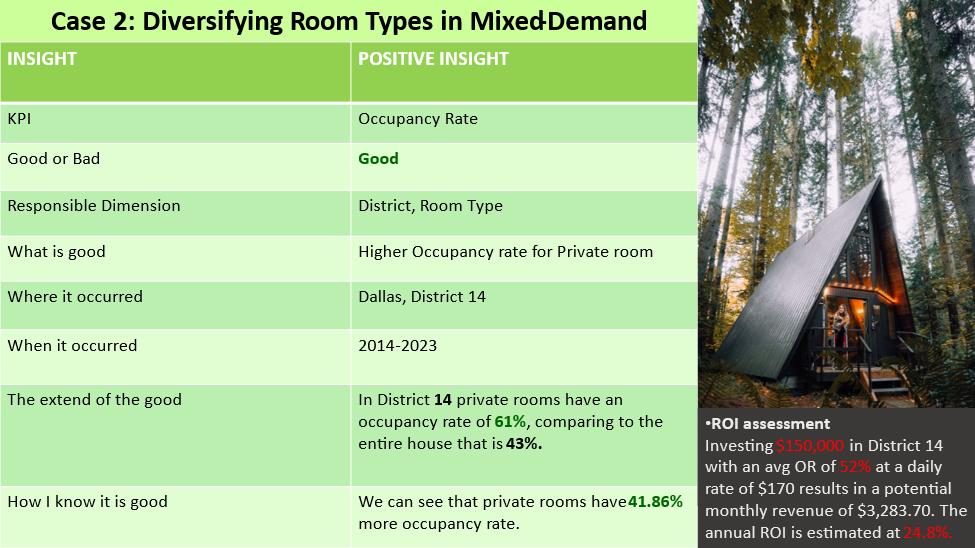 Case 2: Diversifying Room Types in Mixed-Demand
INSIGHT
POSITIVE INSIGHT
KPI
Occupancy Rate
Good or Bad
Good
Responsible Dimension
District, Room Type
What is good
Higher Occupancy rate for Private room
Where it occurred
Dallas, District 14
When it occurred
2014-2023
The extend of the good
In District 14 private rooms have an
occupancy rate of 61%, comparing to the
entire house that is 43%.
How I know it is good
We can see that private rooms have 41.86%
more occupancy rate.
•ROI assessment
Investing $150,000 in District 14
with an avg OR of 52% at a daily
rate of $170 results in a potential
monthly revenue of $3,283.70. The
annual ROI is estimated at 24.8%.